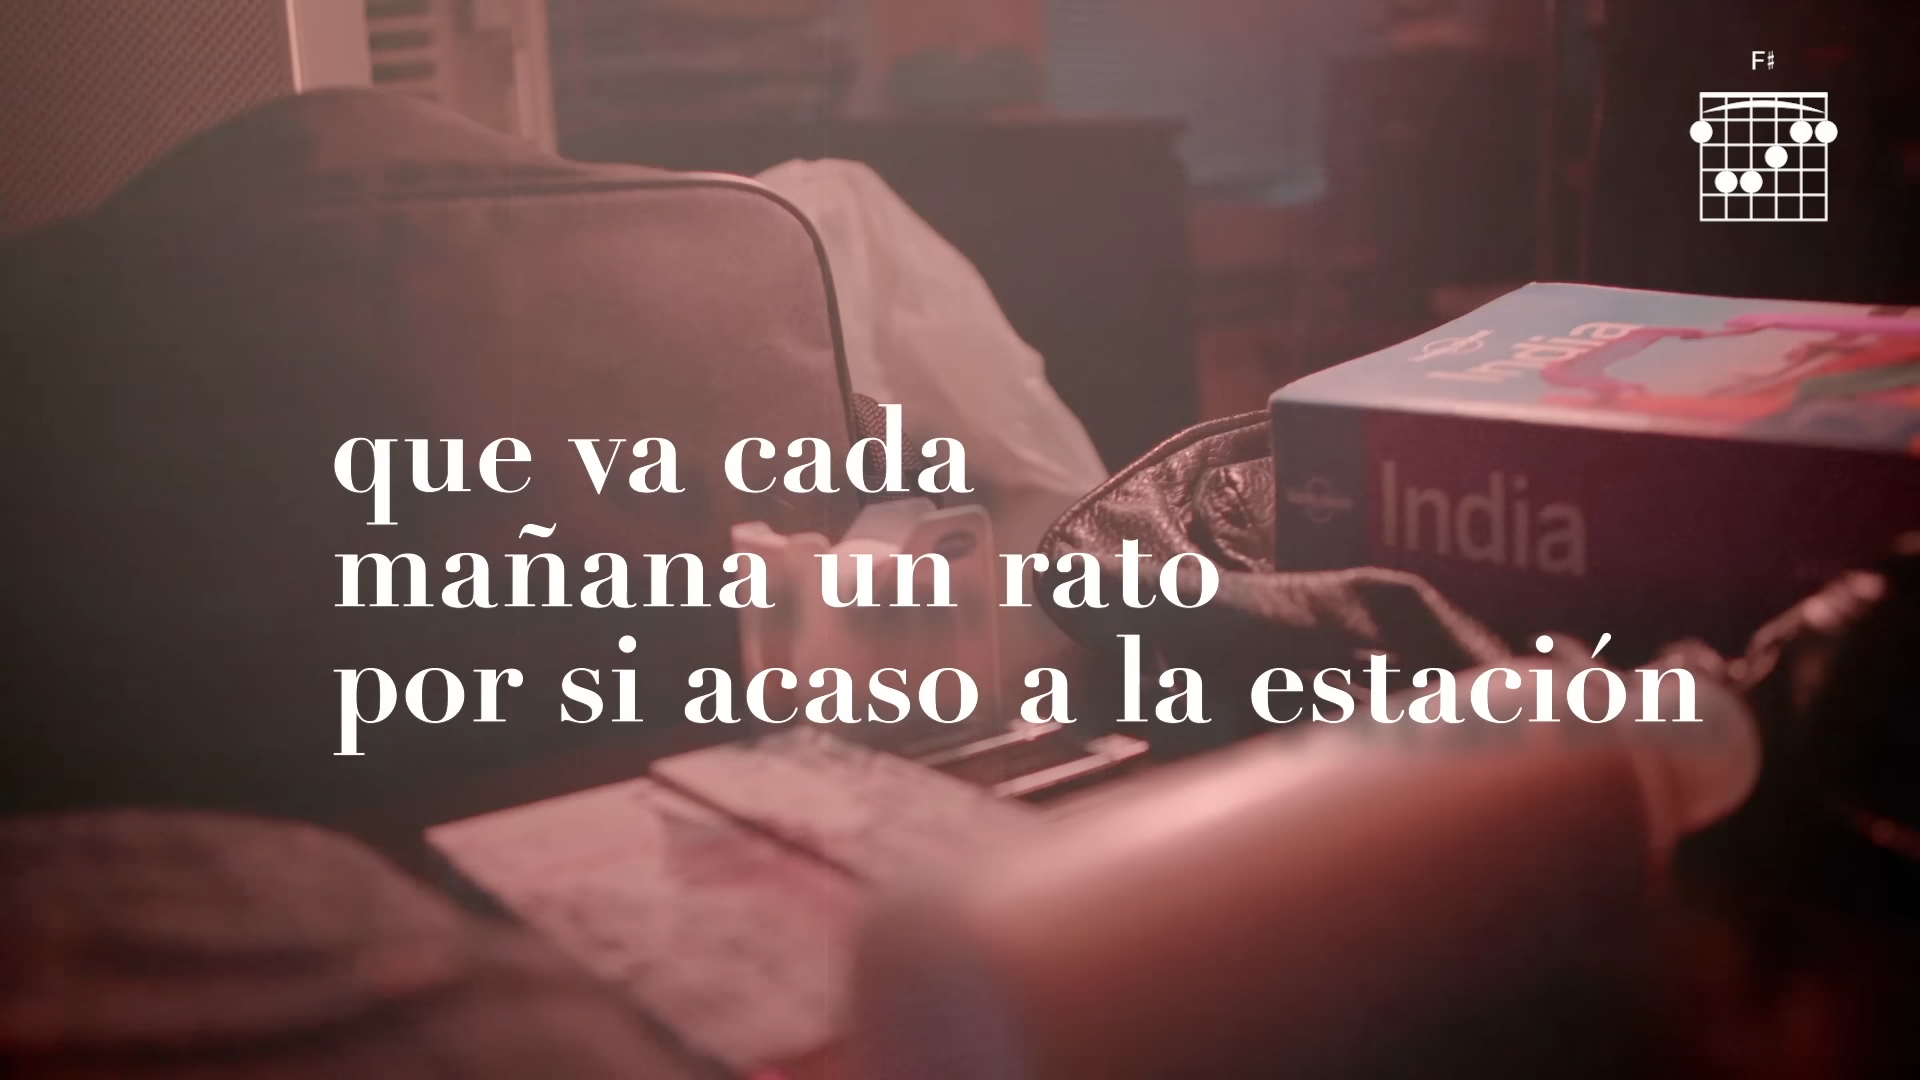 F♯
India
India
que va cada
mañana un rato
por si acaso a la estación